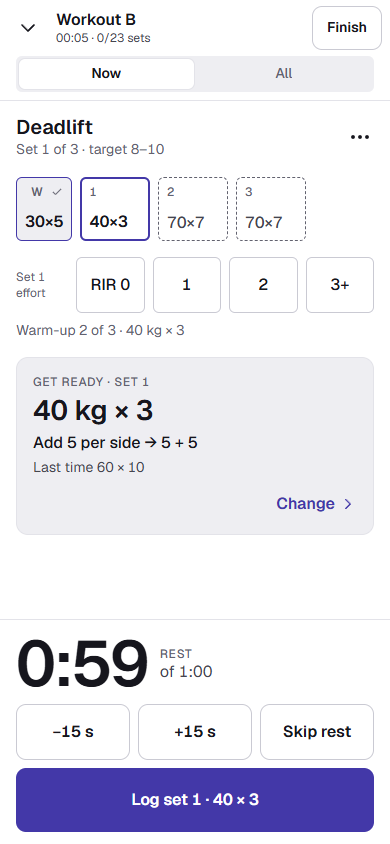 Workout B
00:05 · 0/23 sets
Finish
Now
All
Deadlift
Set 1 of 3 · target 8–10
W
30×5
1
40×3
2
70×7
3
70×7
Set 1
effort
RIR 0
1
2
3+
Warm-up 2 of 3 · 40 kg × 3
GET READY · SET 1
40 kg × 3
Add 5 per side → 5 + 5
Last time 60 × 10
Change
0:59
REST
of 1:00
−15 s
+15 s
Skip rest
Log set 1 · 40 × 3